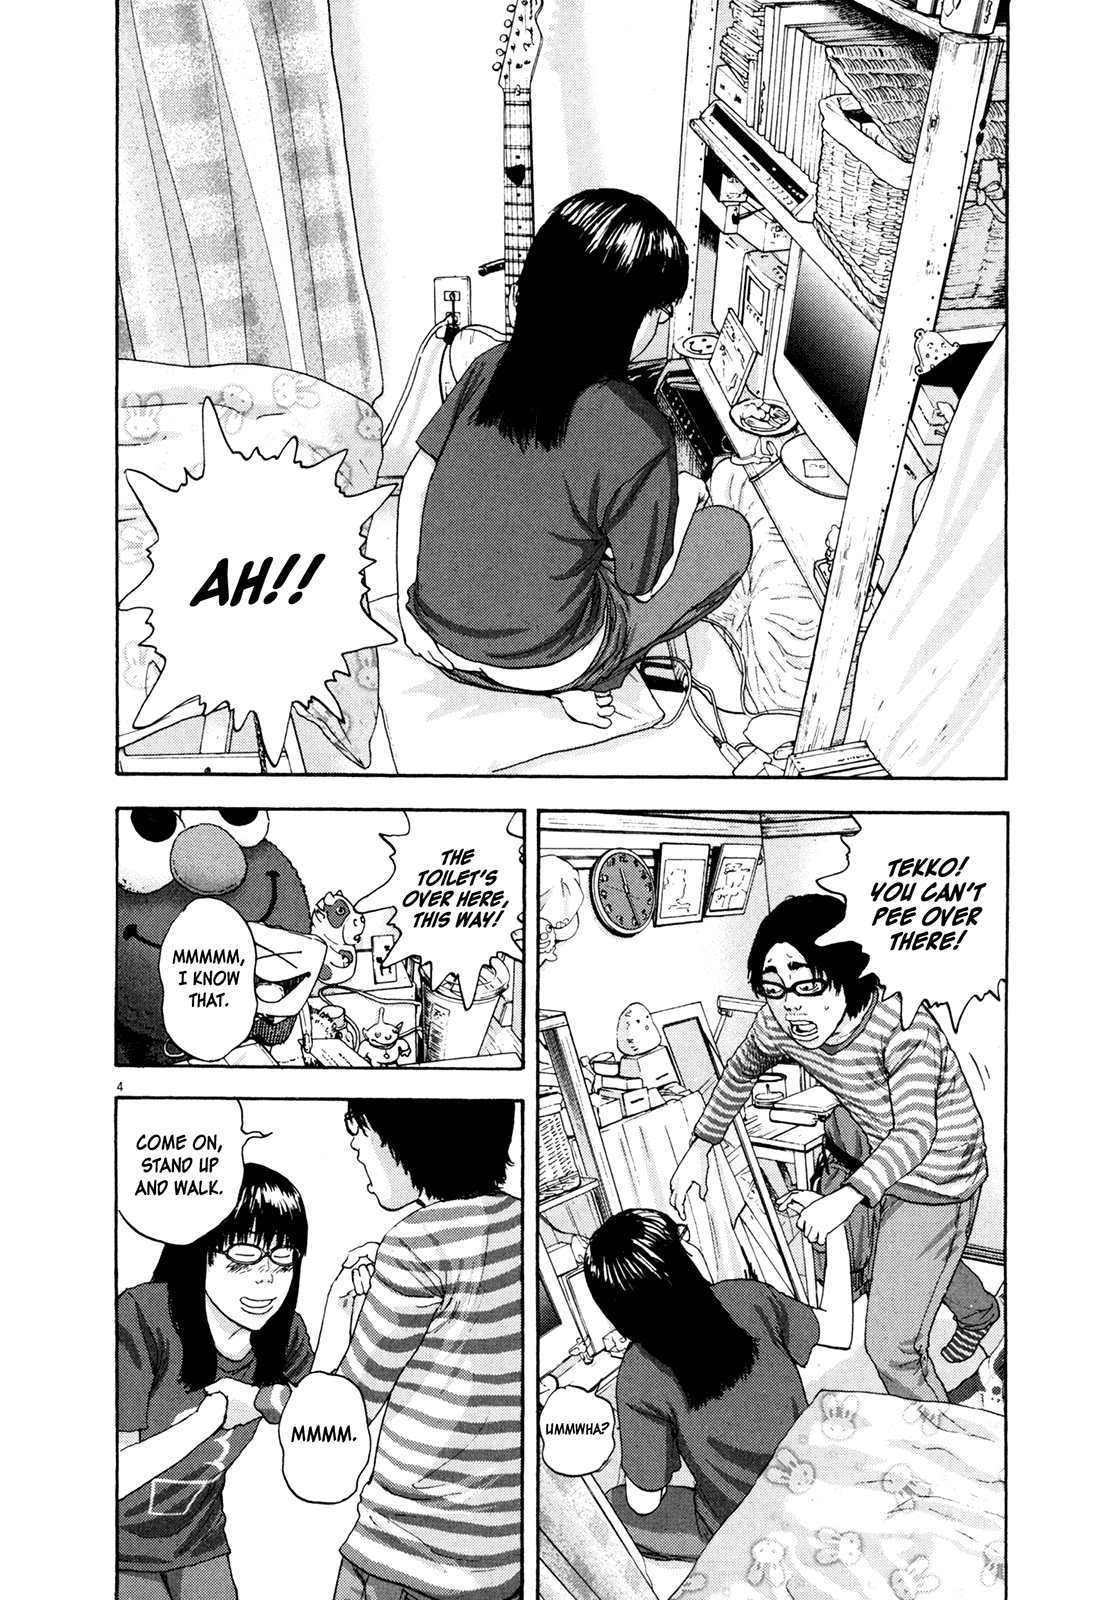 AH!!
TEKKO!
YOU CAN'T
PEE OVER
THERE!
UMMWHA?
THE
TOILET'S
OVER HERE,
THIS WAY!
MMMMM,
I KNOW
THAT.
4
COME ON,
STAND UP
AND WALK.
MMMM.